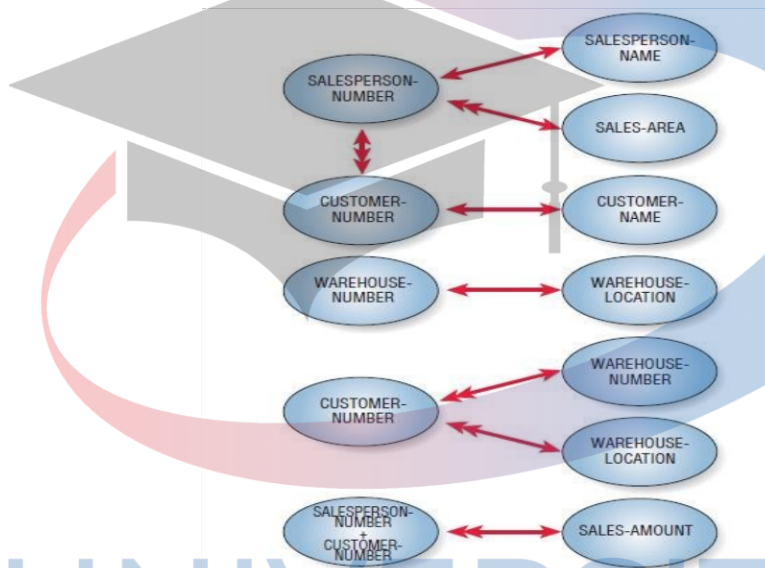 SALESPERSON-
NAME
SALESPERSON-
NUMBER
SALES-AREA
CUSTOMER-
NUMBER
CUSTOMER-
NAME
WAREHOUSE-
NUMBER
WAREHOUSE-
LOCATION
CUSTOMER-
NUMBER
WAREHOUSE-
NUMBER
WAREHOUSE-
LOCATION
SALESPERSON-
NUMBER
+
CUSTOMER-
NUMBER
SALES-AMOUNT